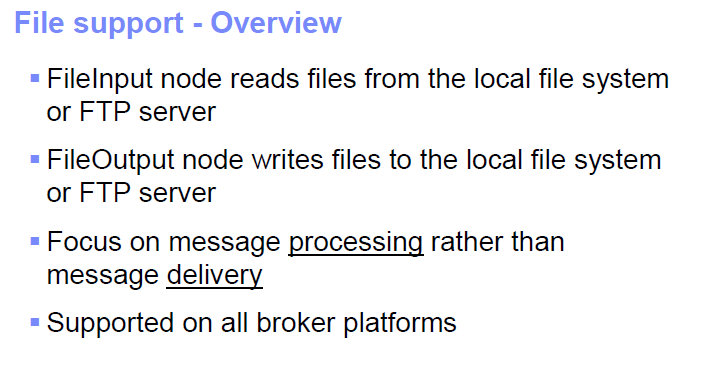 File support - Overview
FileInput node reads files from the local file system
or FTP server
FileOutput node writes files to the local file system
or FTP server
Focus on message processing rather than
message delivery
Supported on all broker platforms